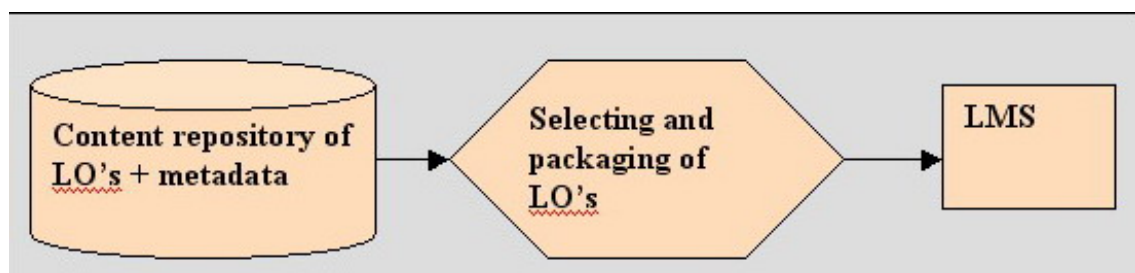 Content repository of
LO’s + metadata
Selecting and
packaging of
LO’s
LMS